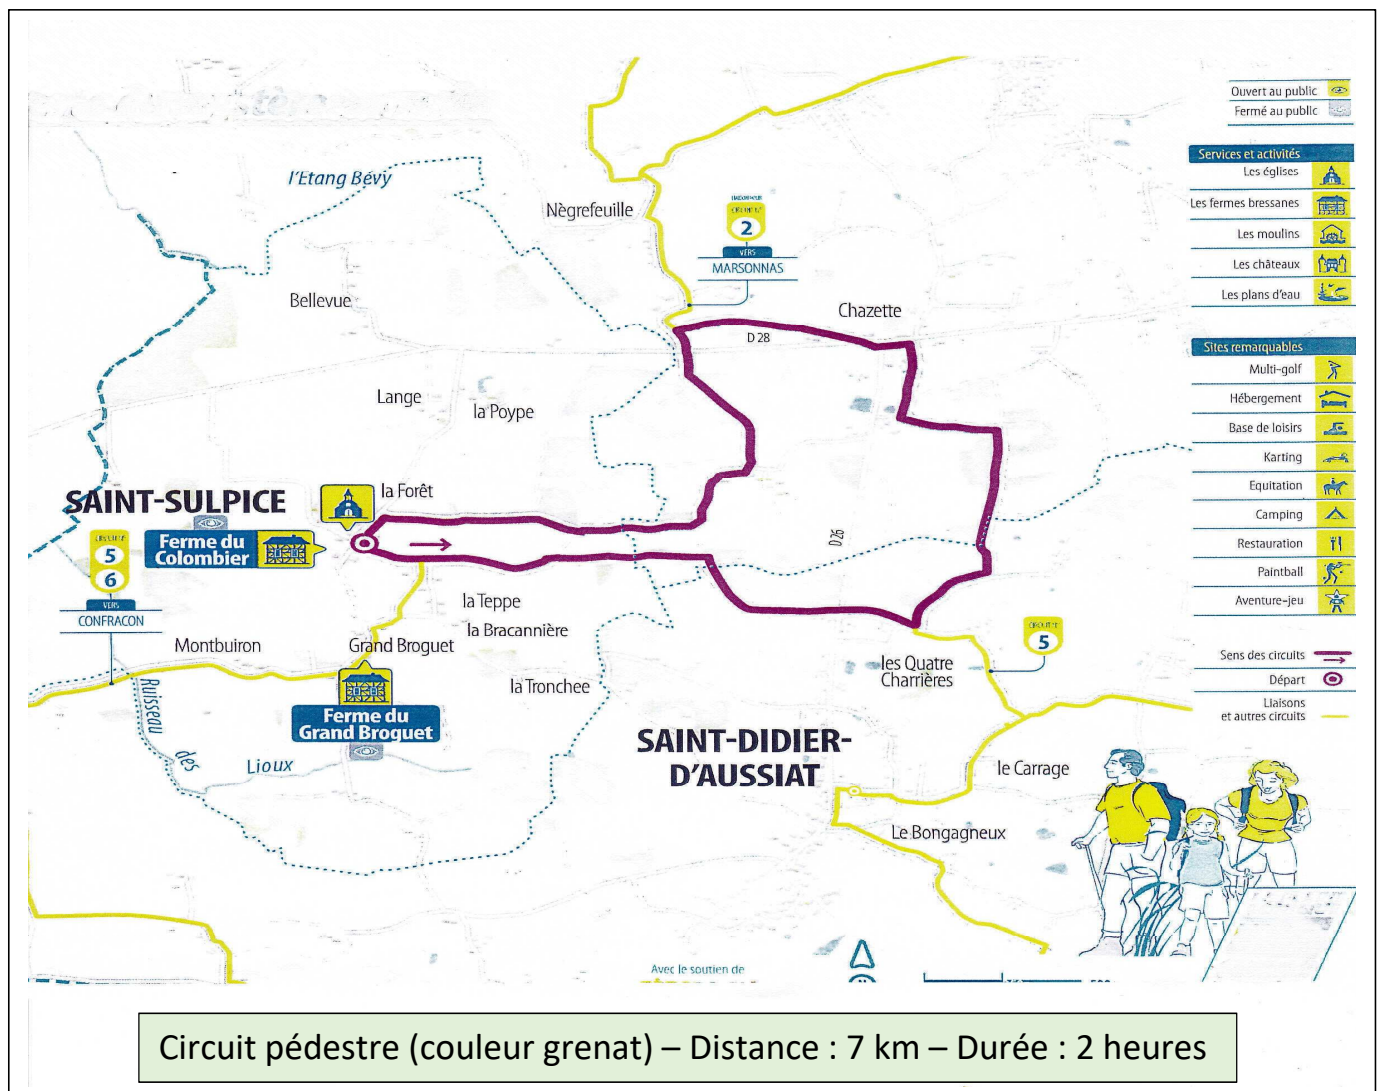 Ouvert au public
Fermé au public
Services et activités
Les églises
Les fermes bressanes
Les moulins
Les châteaux
Les plans d'eau
Sites remarquables
Multi-golf
Hébergement
Base de loisirs
Karting
Equitation
Camping
Restauration
Paintball
Aventure-jeu
Sens des circuits
Départ
Liaisons
et autres circuits
l'Etang Bévy
Nègrefeuille
CIRCUIT N°
2
VERS
MARSONNAS
Bellevue
Chazette
D 28
Lange
la Poype
SAINT-SULPICE
la Forêt
Ferme du
Colombier
CIRCUIT N°
5
6
VERS
CONFRACON
D 26
la Teppe
la Bracannière
Montbuiron
Grand Broguet
la Tronchee
Ferme du
Grand Broguet
Ruisseau
des
Lioux
CIRCUIT N°
5
les Quatre
Charrières
SAINT-DIDIER-
D'AUSSIAT
le Carrage
Le Bongagneux
Avec le soutien de
Circuit pédestre (couleur grenat) – Distance : 7 km – Durée : 2 heures